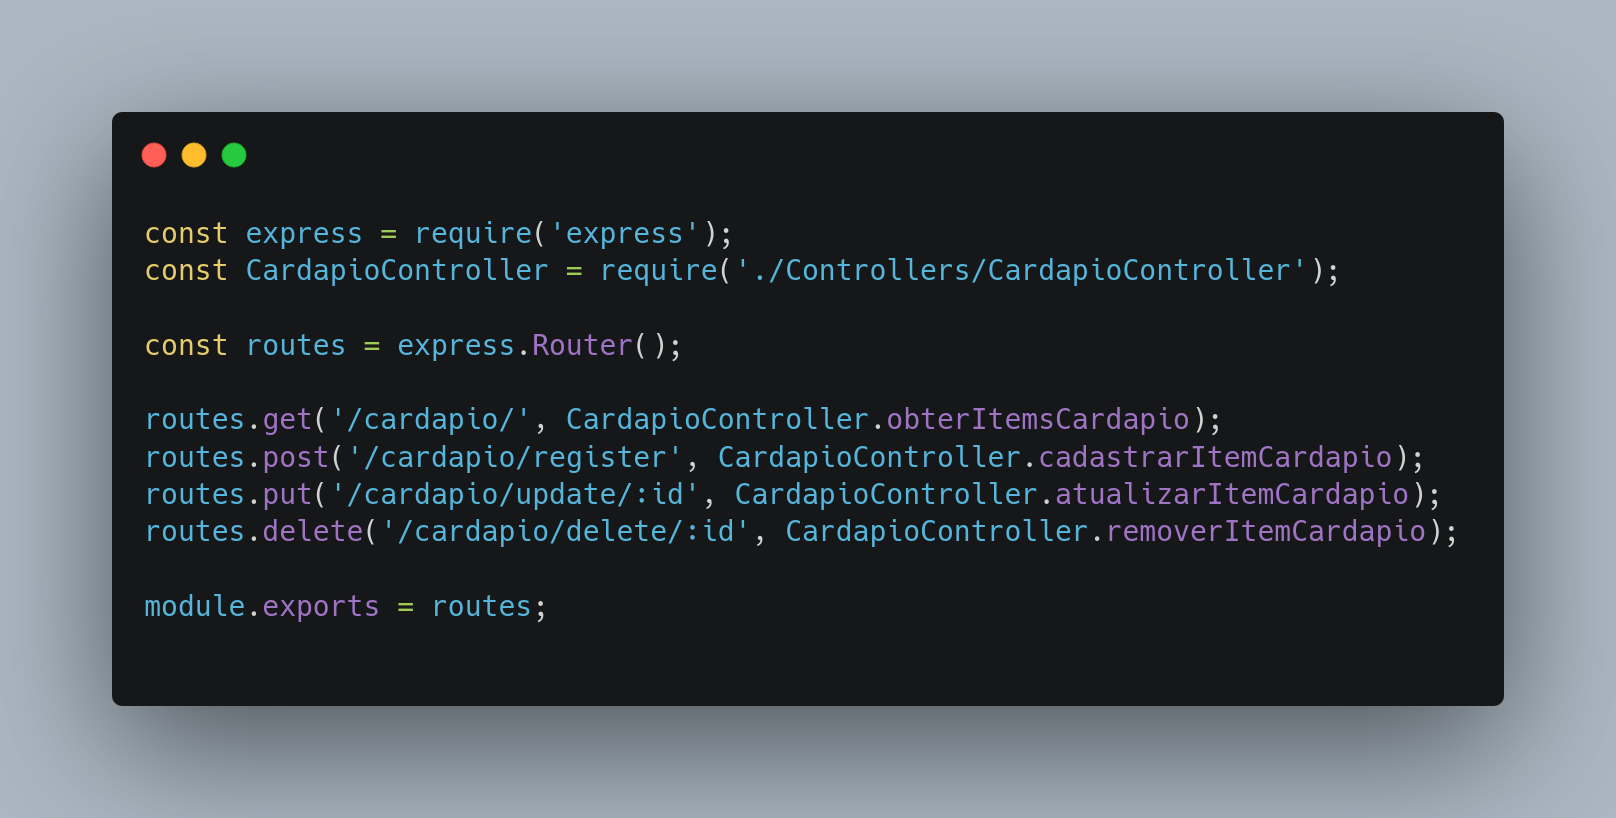 const express = require('express');
const CardapioController = require('./Controllers/CardapioController');
const routes = express.Router();
routes.get('/cardapio/', CardapioController.obterItemsCardapio);
routes.post('/cardapio/register', CardapioController.cadastrarItemCardapio);
routes.put('/cardapio/update/:id', CardapioController.atualizarItemCardapio);
routes.delete('/cardapio/delete/:id', CardapioController.removerItemCardapio);
module.exports = routes;